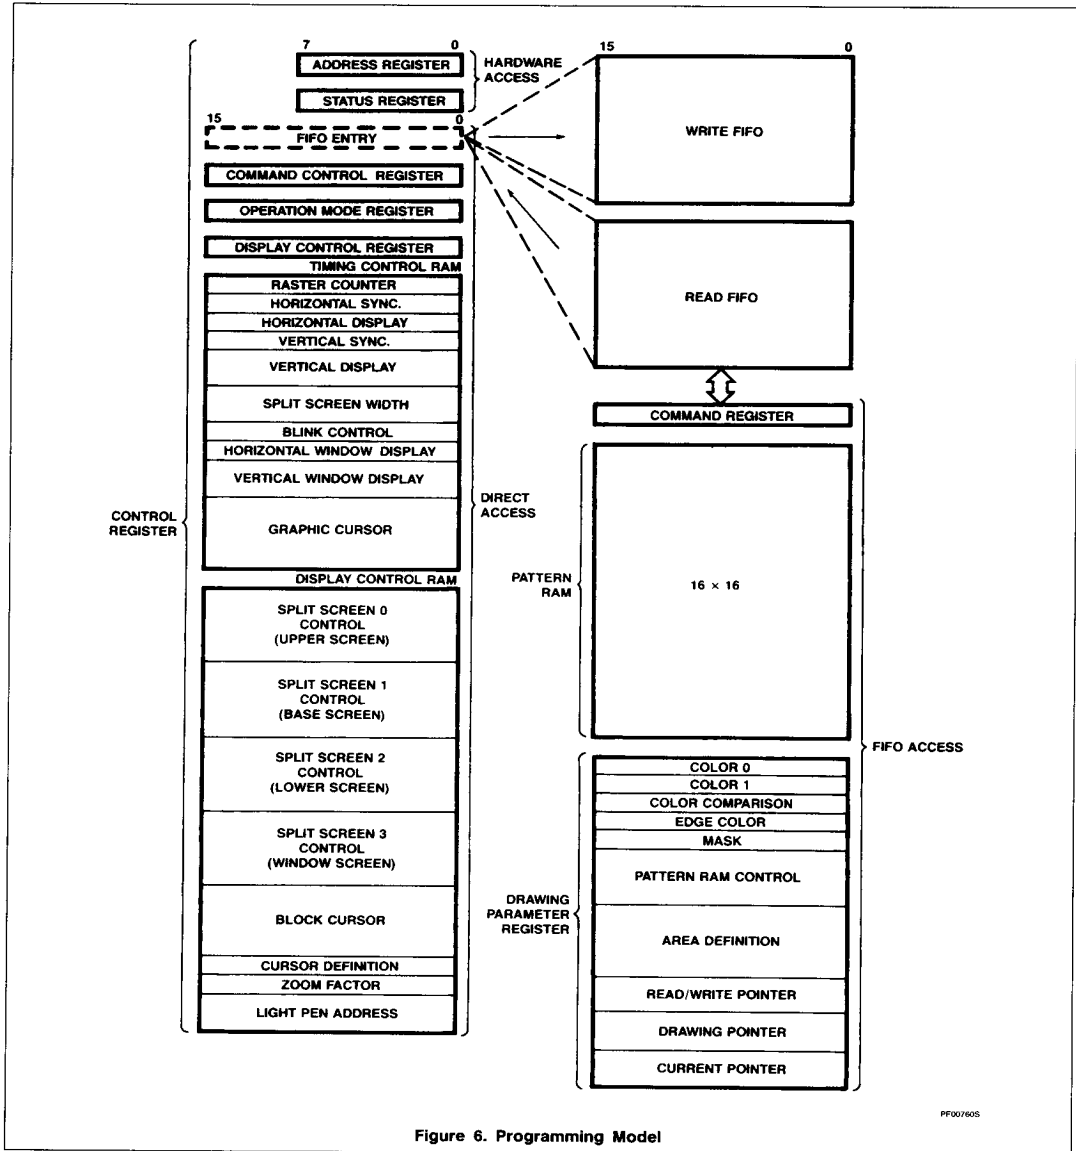 7 0
ADDRESS REGISTER
STATUS REGISTER
HARDWARE
ACCESS
15 0
FIFO ENTRY
COMMAND CONTROL REGISTER
OPERATION MODE REGISTER
DISPLAY CONTROL REGISTER
TIMING CONTROL RAM
RASTER COUNTER
HORIZONTAL SYNC.
HORIZONTAL DISPLAY
VERTICAL SYNC.
VERTICAL DISPLAY
SPLIT SCREEN WIDTH
BLINK CONTROL
HORIZONTAL WINDOW DISPLAY
VERTICAL WINDOW DISPLAY
GRAPHIC CURSOR
DISPLAY CONTROL RAM
SPLIT SCREEN 0
CONTROL
(UPPER SCREEN)
SPLIT SCREEN 1
CONTROL
(BASE SCREEN)
SPLIT SCREEN 2
CONTROL
(LOWER SCREEN)
SPLIT SCREEN 3
CONTROL
(WINDOW SCREEN)
BLOCK CURSOR
CURSOR DEFINITION
ZOOM FACTOR
LIGHT PEN ADDRESS
CONTROL
REGISTER
DIRECT
ACCESS
15 0
WRITE FIFO
READ FIFO
COMMAND REGISTER
PATTERN
RAM
16 × 16
FIFO ACCESS
COLOR 0
COLOR 1
COLOR COMPARISON
EDGE COLOR
MASK
PATTERN RAM CONTROL
AREA DEFINITION
READ/WRITE POINTER
DRAWING POINTER
CURRENT POINTER
DRAWING
PARAMETER
REGISTER
PF00760S
Figure 6. Programming Model